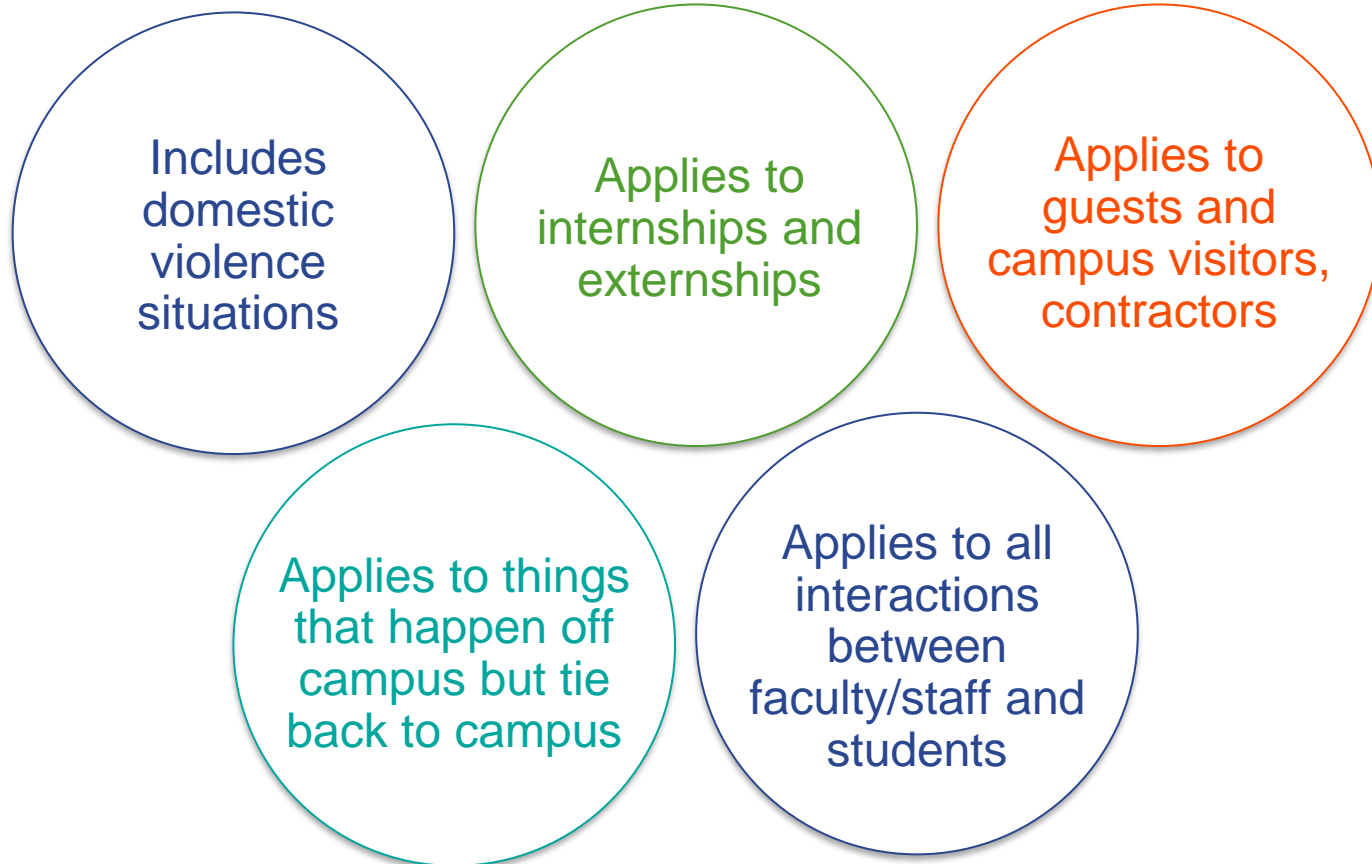 Includes
domestic
violence
situations
Applies to
internships and
externships
Applies to
guests and
campus visitors,
contractors
Applies to things
that happen off
campus but tie
back to campus
Applies to all
interactions
between
faculty/staff and
students